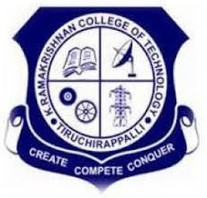 K.RAMAKRISHNAN COLLEGE OF TECHNOLOGY
TIRUCHIRAPPALLI
CREATE COMPETE CONQUER